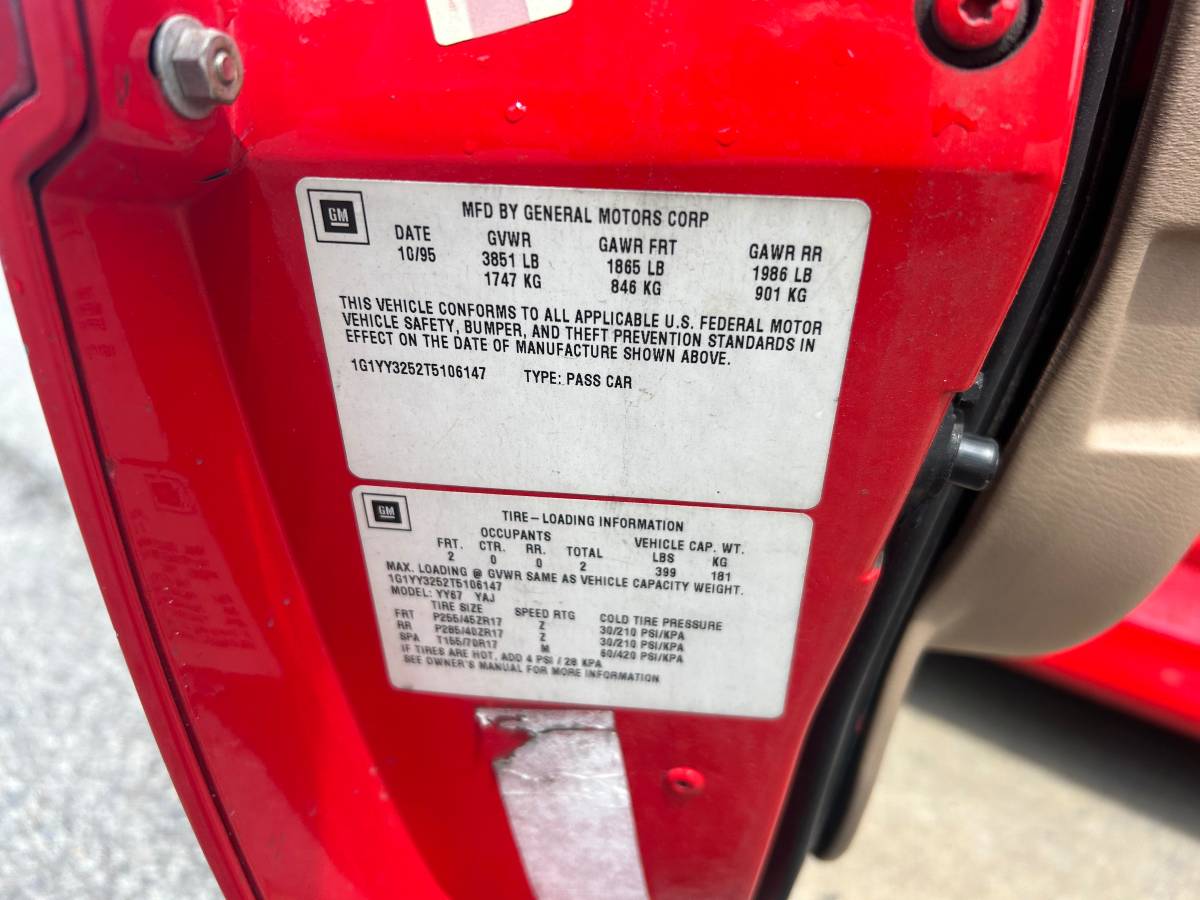 GM
MFD BY GENERAL MOTORS CORP
DATE GVWR GAWR FRT GAWR RR
10/95 3851 LB 1865 LB 1986 LB
1747 KG 846 KG 901 KG
THIS VEHICLE CONFORMS TO ALL APPLICABLE U.S. FEDERAL MOTOR
VEHICLE SAFETY, BUMPER, AND THEFT PREVENTION STANDARDS IN
EFFECT ON THE DATE OF MANUFACTURE SHOWN ABOVE.
1G1YY3252T5106147 TYPE: PASS CAR
GM
TIRE-LOADING INFORMATION
OCCUPANTS VEHICLE CAP. WT.
FRT. CTR. RR. TOTAL LBS KG
2 0 0 2 399 181
MAX. LOADING @ GVWR SAME AS VEHICLE CAPACITY WEIGHT.
1G1YY3252T5106147
MODEL: YY67 YAJ
TIRE SIZE SPEED RTG COLD TIRE PRESSURE
FRT P255/45ZR17 Z 30/210 PSI/KPA
RR P285/40ZR17 Z 30/210 PSI/KPA
SPA T155/70R17 M 60/420 PSI/KPA
IF TIRES ARE HOT, ADD 4 PSI / 28 KPA
SEE OWNER'S MANUAL FOR MORE INFORMATION